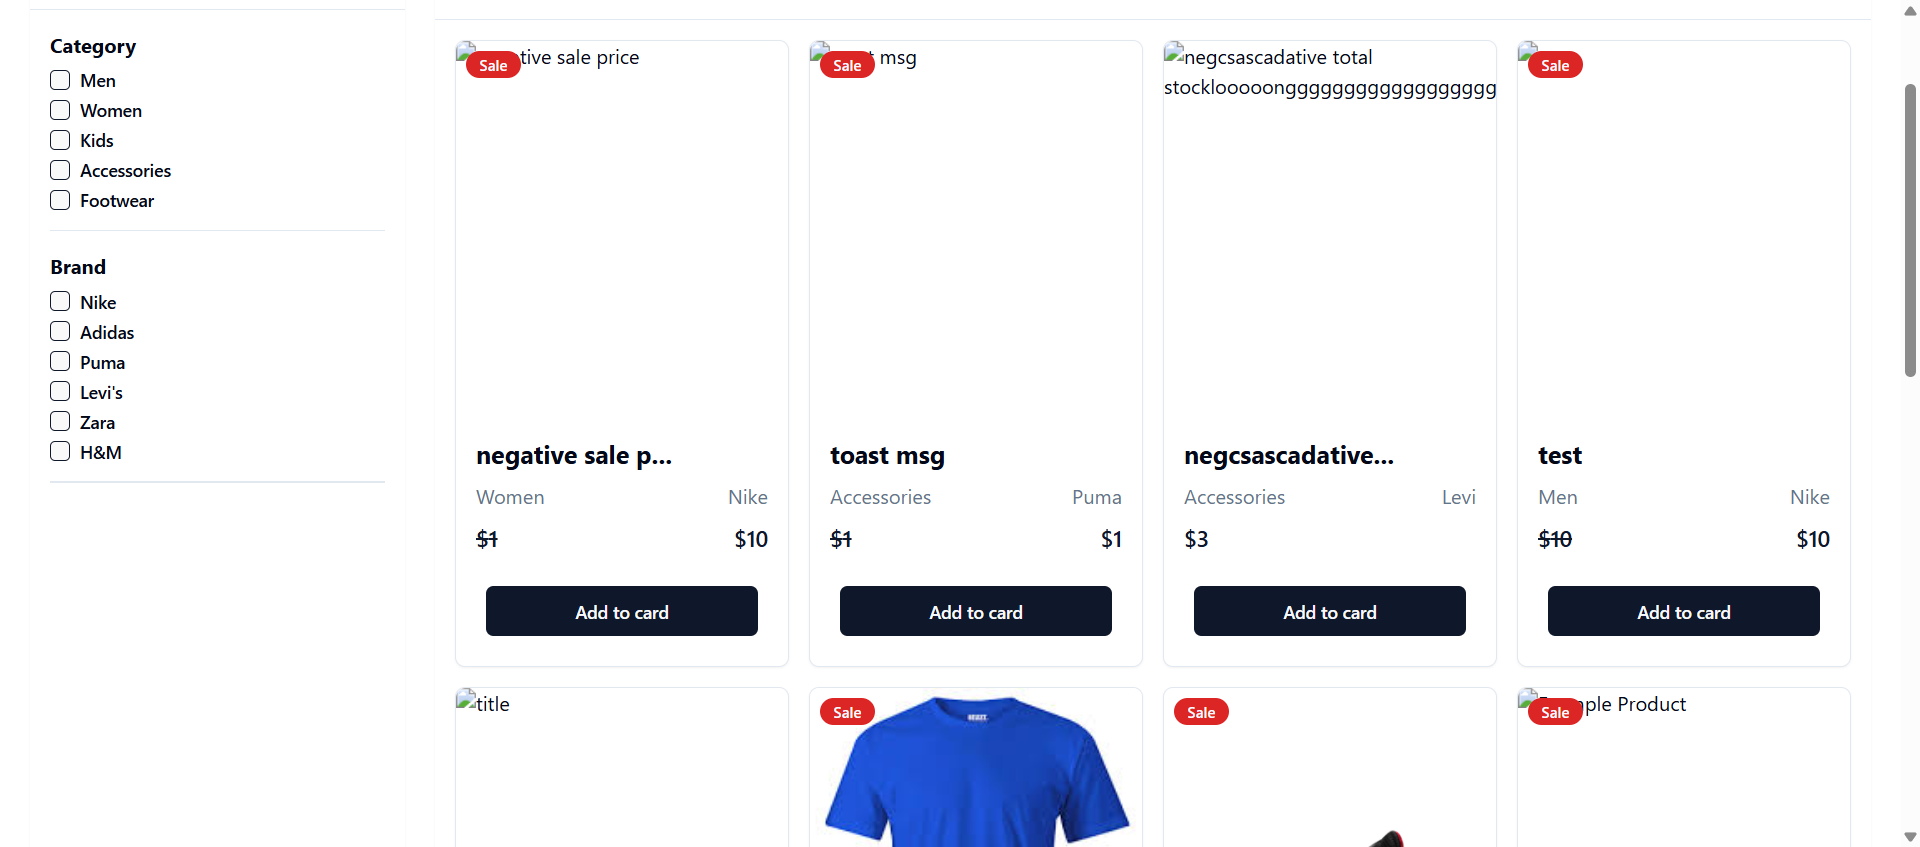 Category
Men
Women
Kids
Accessories
Footwear
Brand
Nike
Adidas
Puma
Levi's
Zara
H&M
Sale
tive sale price
negative sale p...
Women Nike
$1 $10
Add to card
Sale
msg
toast msg
Accessories Puma
$1 $1
Add to card
negcsascadative total
stocklooooongggggggggggggggggg
negcsascadative...
Accessories Levi
$3
Add to card
Sale
test
Men Nike
$10 $10
Add to card
title
Sale
Sale
Sale
ple Product